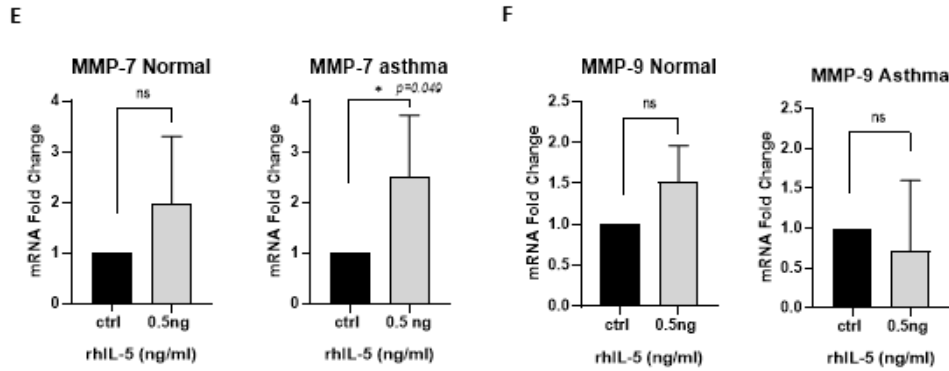 E
F
MMP-7 Normal
ns
mRNA Fold Change
4
3
2
1
0
ctrl 0.5ng
rhIL-5 (ng/ml)
MMP-7 asthma
* p=0.049
mRNA Fold Change
4
3
2
1
0
ctrl 0.5 ng
rhIL-5 (ng/ml)
MMP-9 Normal
ns
mRNA Fold Change
2.5
2.0
1.5
1.0
0.5
0.0
ctrl 0.5ng
rhIL-5 (ng/ml)
MMP-9 Asthma
ns
mRNA Fold Change
2.5
2.0
1.5
1.0
0.5
0.0
ctrl 0.5ng
rhIL-5 (ng/ml)